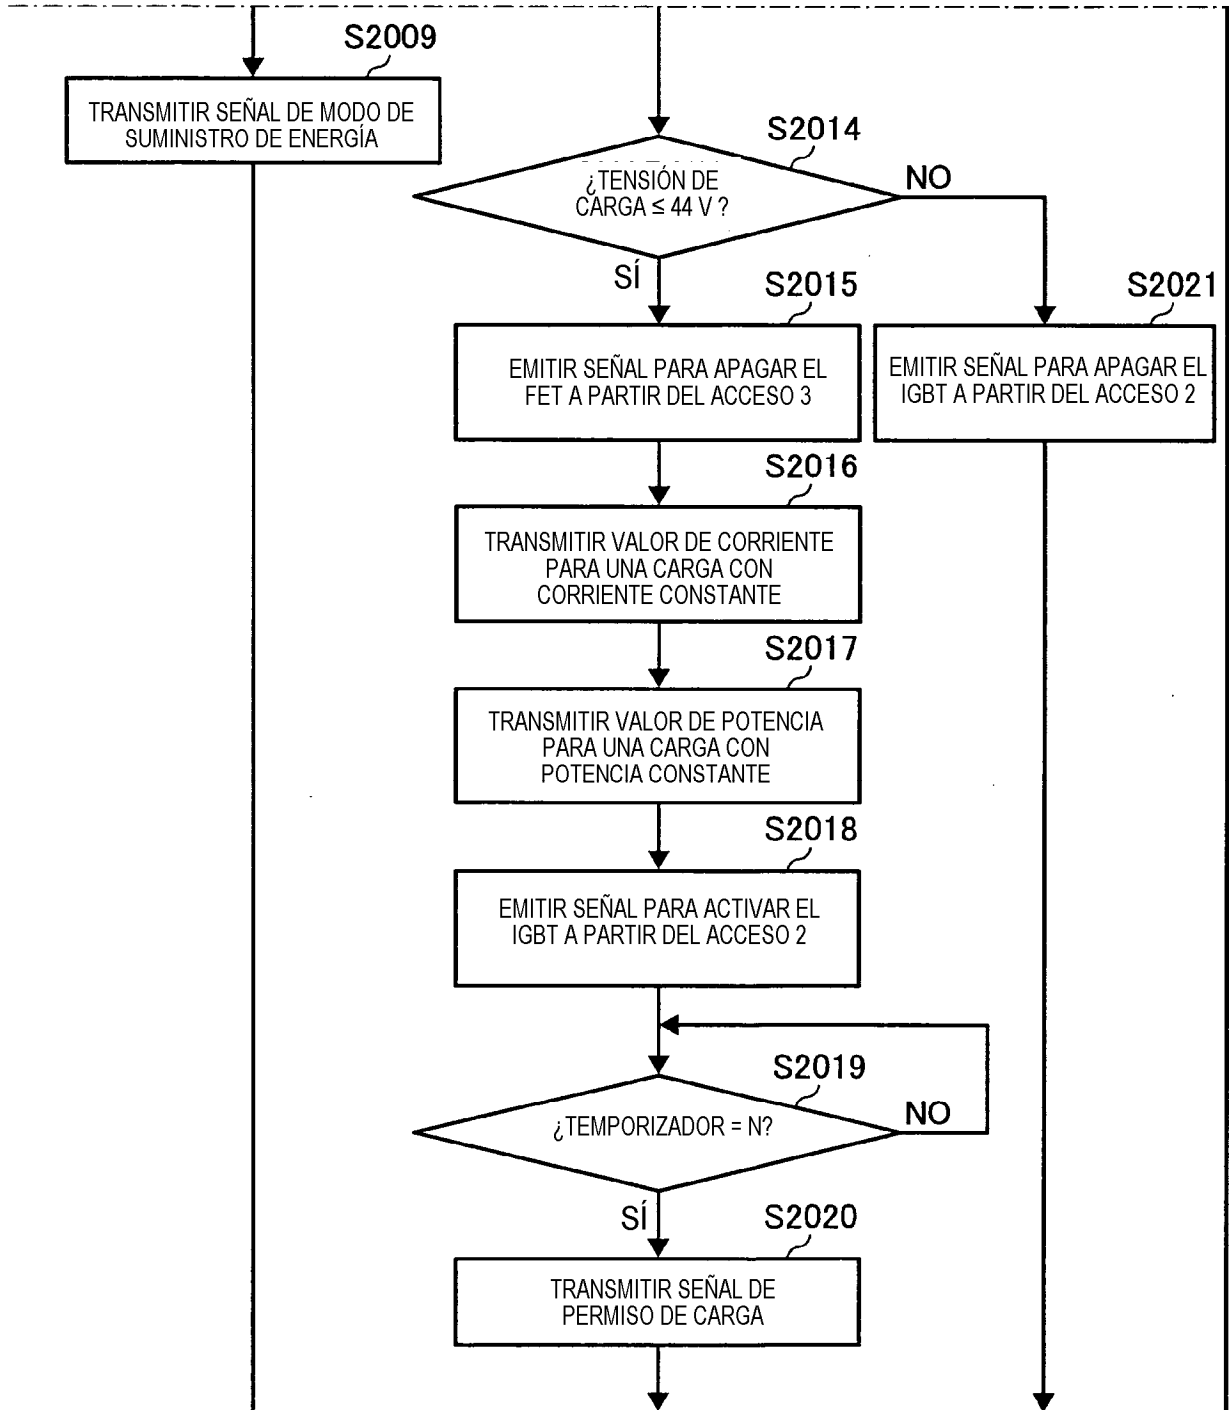 S2009
TRANSMITIR SEÑAL DE MODO DE
SUMINISTRO DE ENERGÍA
S2014
¿TENSIÓN DE
CARGA ≤ 44 V ?
NO
SÍ
S2015
EMITIR SEÑAL PARA APAGAR EL
FET A PARTIR DEL ACCESO 3
S2021
EMITIR SEÑAL PARA APAGAR EL
IGBT A PARTIR DEL ACCESO 2
S2016
TRANSMITIR VALOR DE CORRIENTE
PARA UNA CARGA CON
CORRIENTE CONSTANTE
S2017
TRANSMITIR VALOR DE POTENCIA
PARA UNA CARGA CON
POTENCIA CONSTANTE
S2018
EMITIR SEÑAL PARA ACTIVAR EL
IGBT A PARTIR DEL ACCESO 2
S2019
¿TEMPORIZADOR = N?
NO
SÍ
S2020
TRANSMITIR SEÑAL DE
PERMISO DE CARGA